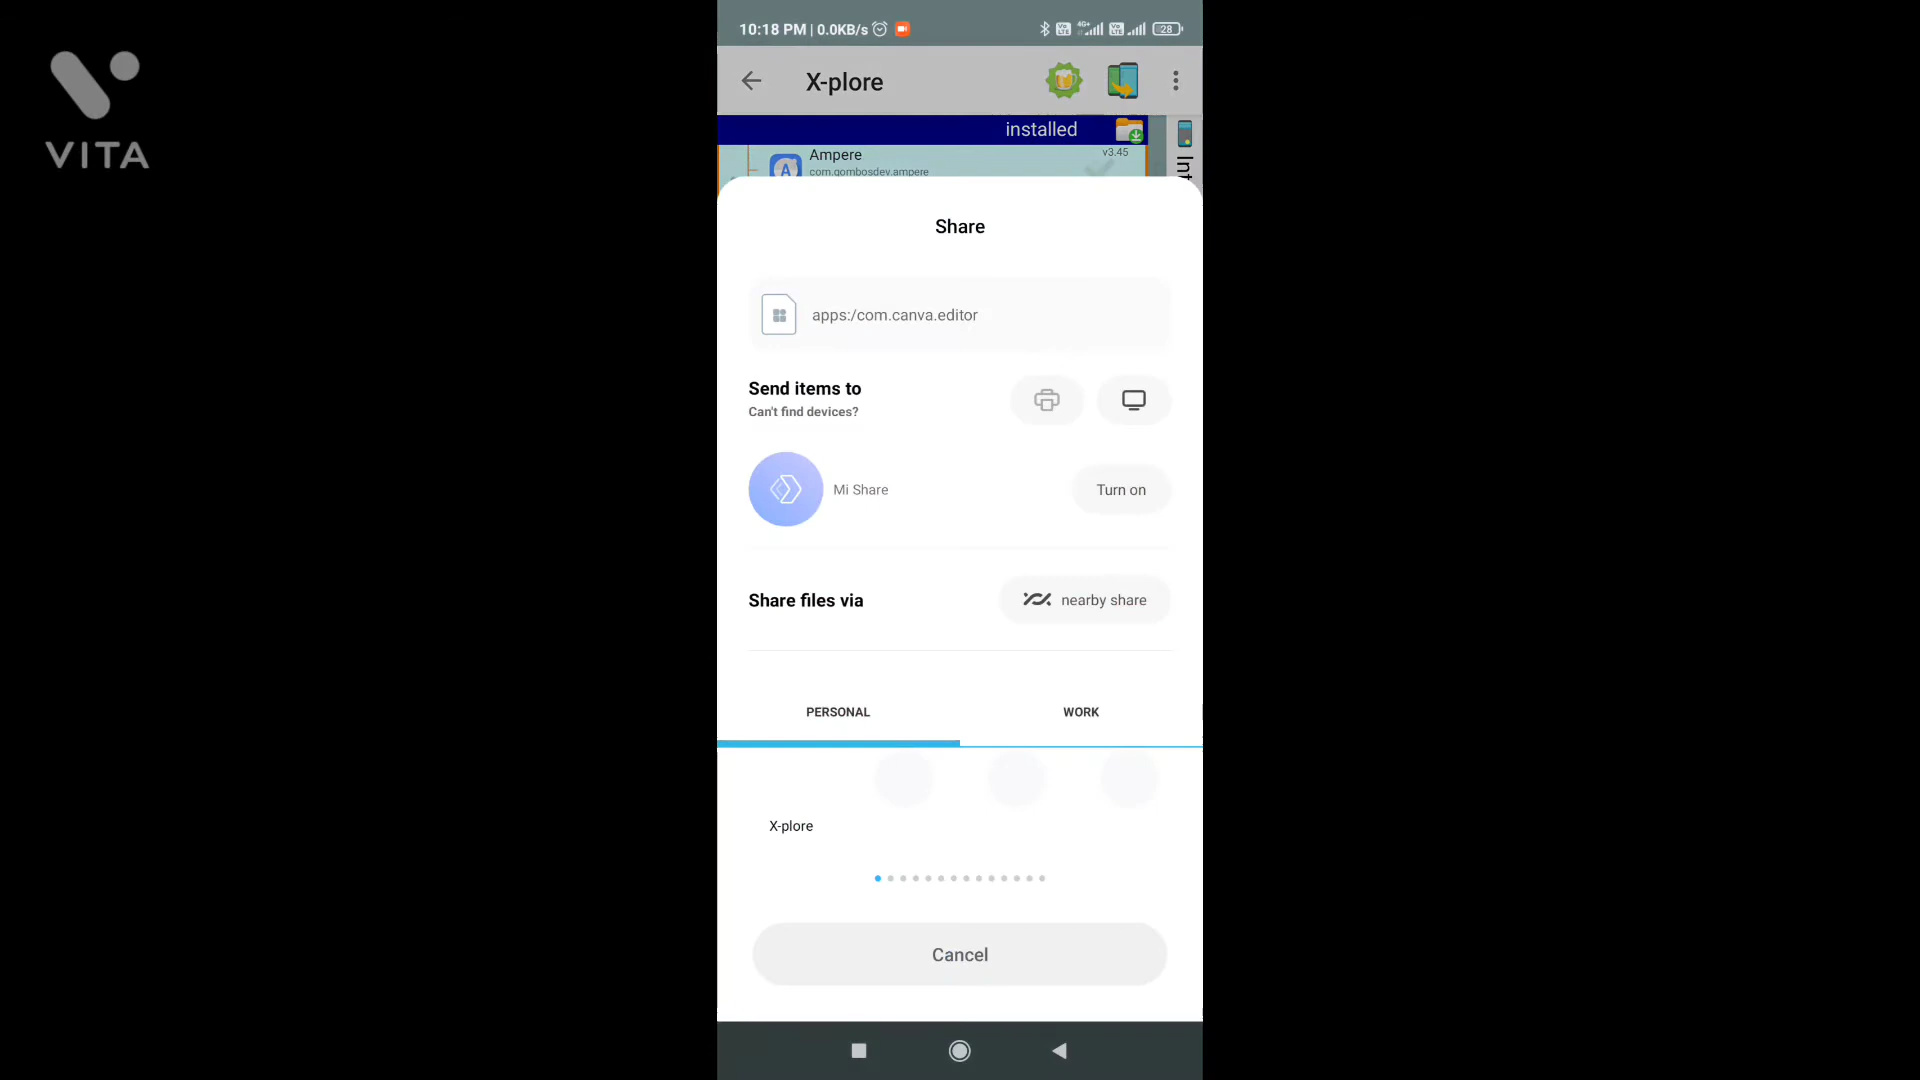 VITA
10:18 PM | 0.0KB/s
28
X-plore
installed
Ampere
v3.45
com.gombosdev.ampere
Int
Share
apps:/com.canva.editor
Send items to
Can't find devices?
Mi Share
Turn on
Share files via
nearby share
PERSONAL
WORK
X-plore
Cancel